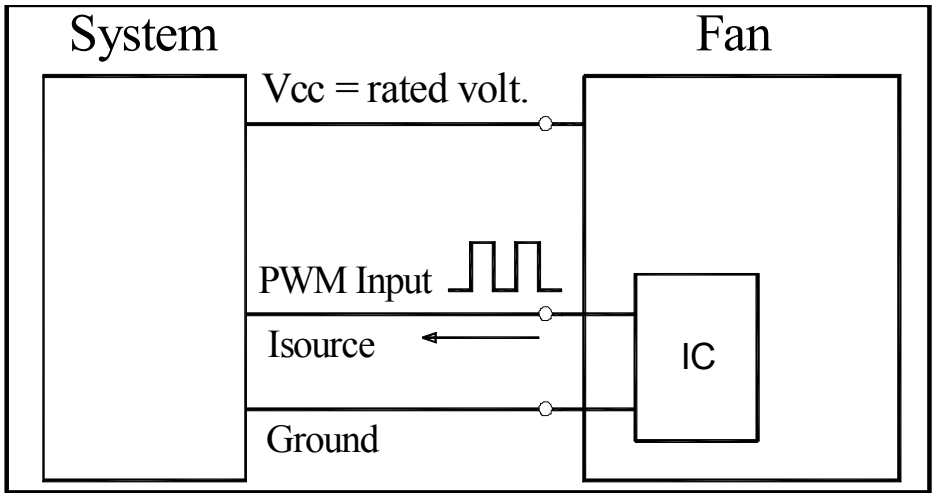 System
Fan
Vcc = rated volt.
PWM Input
Isource
IC
Ground